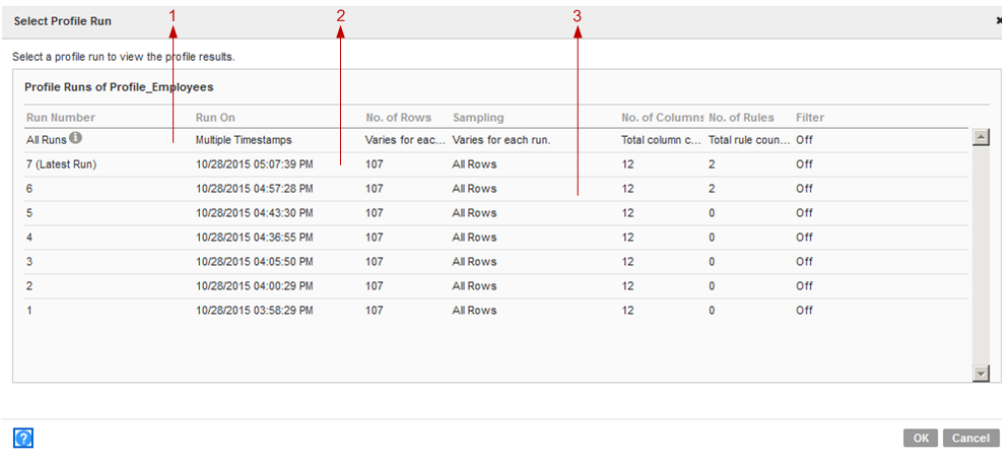 1 2 3
Select Profile Run
Select a profile run to view the profile results.
Profile Runs of Profile_Employees
Run Number Run On No. of Rows Sampling No. of Columns No. of Rules Filter
All Runs Multiple Timestamps Varies for eac... Varies for each run. Total column c... Total rule coun... Off
7 (Latest Run) 10/28/2015 05:07:39 PM 107 All Rows 12 2 Off
6 10/28/2015 04:57:28 PM 107 All Rows 12 2 Off
5 10/28/2015 04:43:30 PM 107 All Rows 12 0 Off
4 10/28/2015 04:36:55 PM 107 All Rows 12 0 Off
3 10/28/2015 04:05:50 PM 107 All Rows 12 0 Off
2 10/28/2015 04:00:29 PM 107 All Rows 12 0 Off
1 10/28/2015 03:58:29 PM 107 All Rows 12 0 Off
? OK Cancel